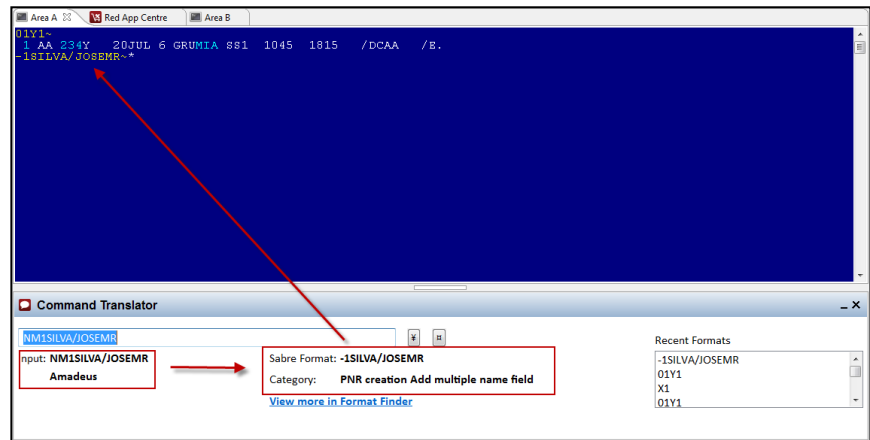 Area A
Red App Centre
Area B
01Y1~
1 AA 234Y 20JUL 6 GRUMIA SS1 1045 1815 /DCAA /E.
-1SILVA/JOSEMR~*
Command Translator
NM1SILVA/JOSEMR
¥
¤
nput: NM1SILVA/JOSEMR
Amadeus
Sabre Format: -1SILVA/JOSEMR
Category: PNR creation Add multiple name field
View more in Format Finder
Recent Formats
-1SILVA/JOSEMR
01Y1
X1
01Y1